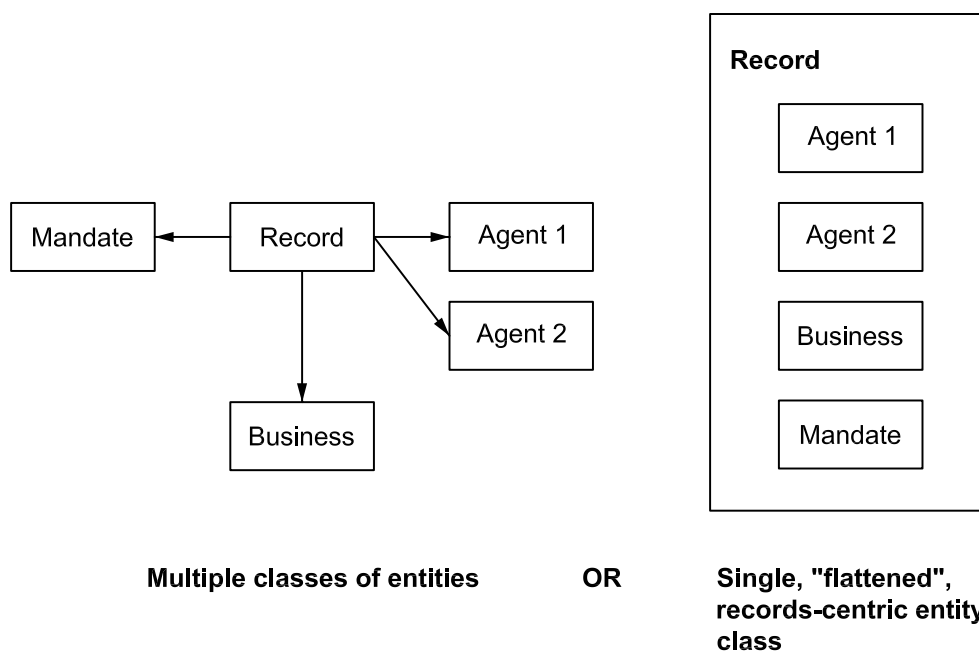 Record
Agent 1
Mandate
Record
Agent 1
Agent 2
Agent 2
Business
Business
Mandate
Multiple classes of entities
OR
Single, "flattened",
records-centric entity
class